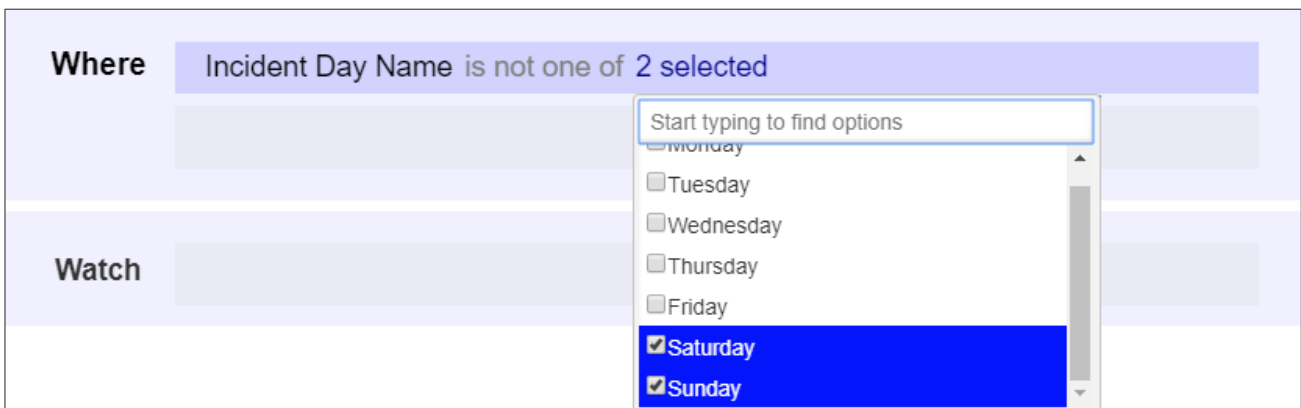 Where Incident Day Name is not one of 2 selected
Start typing to find options
Monday
Tuesday
Wednesday
Thursday
Friday
Watch
Saturday
Sunday